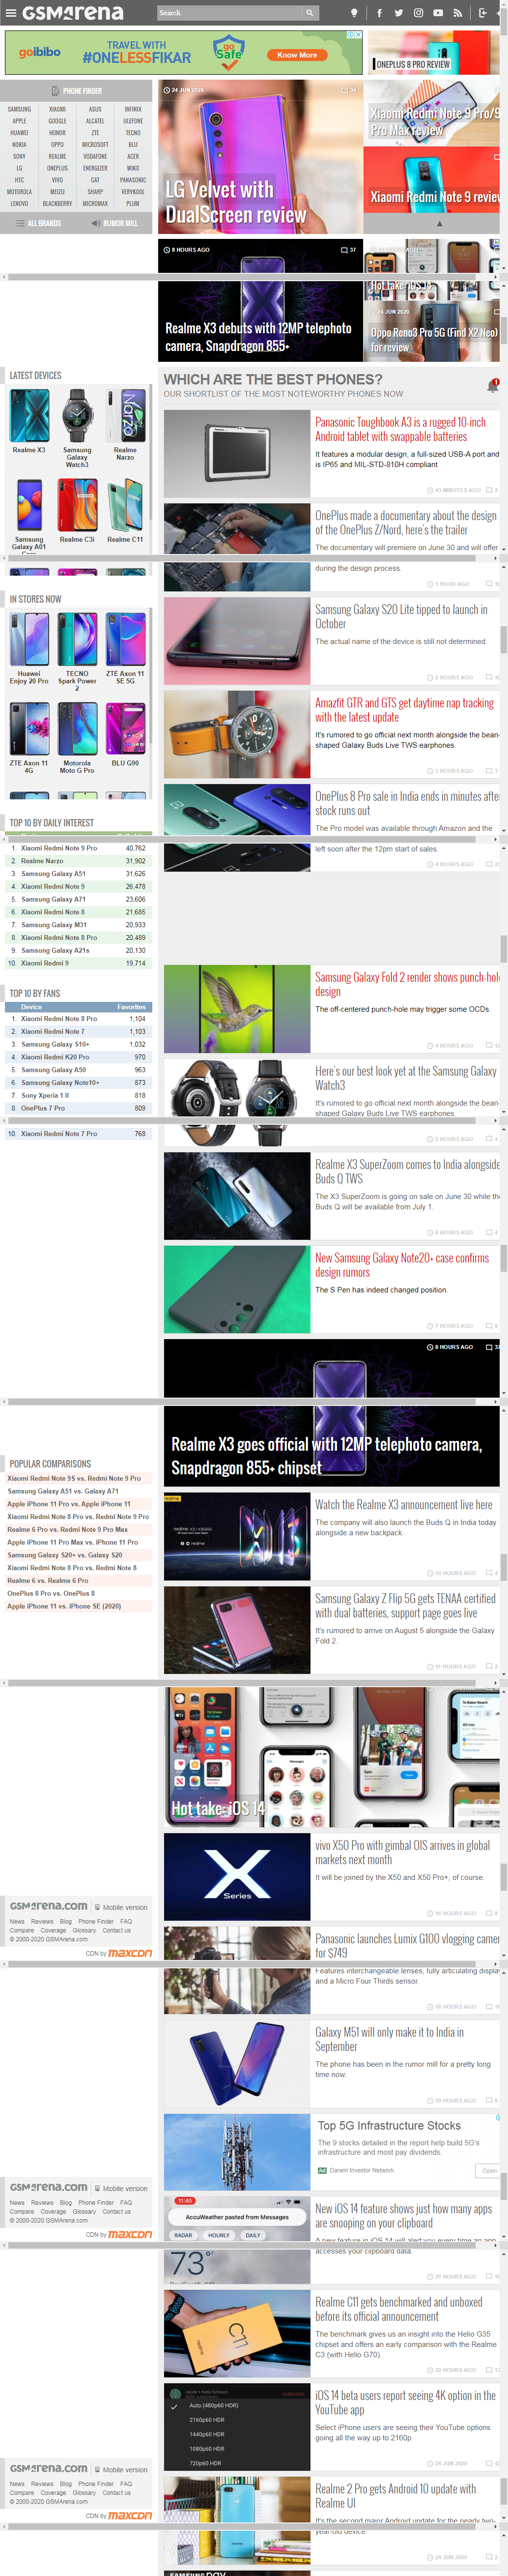 GSMArena
Search
goibibo
TRAVEL WITH
#ONELESSFIKAR
go Safe
Know More
ONEPLUS 8 PRO REVIEW
PHONE FINDER
SAMSUNG XIAOMI ASUS INFINIX
APPLE GOOGLE ALCATEL ULEFONE
HUAWEI HONOR ZTE TECNO
NOKIA OPPO MICROSOFT BLU
SONY REALME VODAFONE ACER
LG ONEPLUS ENERGIZER WIKO
HTC VIVO CAT PANASONIC
MOTOROLA MEIZU SHARP VERYKOOL
LENOVO BLACKBERRY MICROMAX PLUM
ALL BRANDS RUMOR MILL
24 JUN 2020 34
LG Velvet with
DualScreen review
Xiaomi Redmi Note 9 Pro/9
Pro Max review
Xiaomi Redmi Note 9 review
8 HOURS AGO 37
Realme X3 debuts with 12MP telephoto
camera, Snapdragon 855+
Hot take: iOS 14
24 JUN 2020
Oppo Reno3 Pro 5G (Find X2 Neo)
for review
LATEST DEVICES
Realme X3
Samsung
Galaxy
Watch3
Realme
Narzo
Samsung
Galaxy A01
Core
Realme C3i
Realme C11
WHICH ARE THE BEST PHONES?
OUR SHORTLIST OF THE MOST NOTEWORTHY PHONES NOW
1
Panasonic Toughbook A3 is a rugged 10-inch
Android tablet with swappable batteries
It features a modular design, a full-sized USB-A port and
is IP65 and MIL-STD-810H compliant
43 MINUTES AGO 2
OnePlus made a documentary about the design
of the OnePlus Z/Nord, here's the trailer
The documentary will premiere on June 30 and will offer
during the design process.
1 HOUR AGO
IN STORES NOW
Huawei
Enjoy 20 Pro
TECNO
Spark Power
2
ZTE Axon 11
SE 5G
ZTE Axon 11
4G
Motorola
Moto G Pro
BLU G90
Samsung Galaxy S20 Lite tipped to launch in
October
The actual name of the device is still not determined.
2 HOURS AGO
Amazfit GTR and GTS get daytime nap tracking
with the latest update
It's rumored to go official next month alongside the bean-
shaped Galaxy Buds Live TWS earphones.
3 HOURS AGO 3
OnePlus 8 Pro sale in India ends in minutes after
stock runs out
The Pro model was available through Amazon and the
left soon after the 12pm start of sales.
4 HOURS AGO
TOP 10 BY DAILY INTEREST
1. Xiaomi Redmi Note 9 Pro 40,762
2. Realme Narzo 31,902
3. Samsung Galaxy A51 31,626
4. Xiaomi Redmi Note 9 26,478
5. Samsung Galaxy A71 23,606
6. Xiaomi Redmi Note 8 21,685
7. Samsung Galaxy M31 20,933
8. Xiaomi Redmi Note 8 Pro 20,489
9. Samsung Galaxy A21s 20,130
10. Xiaomi Redmi 9 19,714
TOP 10 BY FANS
Device Favorites
1. Xiaomi Redmi Note 8 Pro 1,104
2. Xiaomi Redmi Note 7 1,103
3. Samsung Galaxy S10+ 1,032
4. Xiaomi Redmi K20 Pro 970
5. Samsung Galaxy A50 963
6. Samsung Galaxy Note10+ 873
7. Sony Xperia 1 II 818
8. OnePlus 7 Pro 809
10. Xiaomi Redmi Note 7 Pro 768
Samsung Galaxy Fold 2 render shows punch-hole
design
The off-centered punch-hole may trigger some OCDs.
4 HOURS AGO
Here's our best look yet at the Samsung Galaxy
Watch3
It's rumored to go official next month alongside the bean-
shaped Galaxy Buds Live TWS earphones.
5 HOURS AGO 4
Realme X3 SuperZoom comes to India alongside
Buds Q TWS
The X3 SuperZoom is going on sale on June 30 while the
Buds Q will be available from July 1.
6 HOURS AGO 4
New Samsung Galaxy Note20+ case confirms
design rumors
The S Pen has indeed changed position.
7 HOURS AGO 8
8 HOURS AGO 37
Realme X3 goes official with 12MP telephoto camera,
Snapdragon 855+ chipset
POPULAR COMPARISONS
Xiaomi Redmi Note 9S vs. Redmi Note 9 Pro
Samsung Galaxy A51 vs. Galaxy A71
Apple iPhone 11 Pro vs. Apple iPhone 11
Xiaomi Redmi Note 8 Pro vs. Redmi Note 9 Pro
Realme 6 Pro vs. Redmi Note 9 Pro Max
Apple iPhone 11 Pro Max vs. iPhone 11 Pro
Samsung Galaxy S20+ vs. Galaxy S20
Xiaomi Redmi Note 8 Pro vs. Redmi Note 8
Realme 6 vs. Realme 6 Pro
OnePlus 8 Pro vs. OnePlus 8
Apple iPhone 11 vs. iPhone SE (2020)
realme
Watch the Realme X3 announcement live here
The company will also launch the Buds Q in India today
alongside a new backpack.
10 HOURS AGO 4
Samsung Galaxy Z Flip 5G gets TENAA certified
with dual batteries, support page goes live
It's rumored to arrive on August 5 alongside the Galaxy
Fold 2.
11 HOURS AGO 2
Hot take: iOS 14
X
Series
vivo X50 Pro with gimbal OIS arrives in global
markets next month
It will be joined by the X50 and X50 Pro+, of course.
16 HOURS AGO 8
Panasonic launches Lumix G100 vlogging camera
for $749
Features interchangeable lenses, fully articulating display
and a Micro Four Thirds sensor.
18 HOURS AGO
GSMArena.com Mobile version
News Reviews Blog Phone Finder FAQ
Compare Coverage Glossary Contact us
© 2000-2020 GSMArena.com
CDN by maxcdn
Galaxy M51 will only make it to India in
September
The phone has been in the rumor mill for a pretty long
time now.
19 HOURS AGO 8
Top 5G Infrastructure Stocks
The 9 stocks detailed in the report help build 5G's
infrastructure and most pay dividends.
Ad Darwin Investor Network
Open
GSMArena.com Mobile version
News Reviews Blog Phone Finder FAQ
Compare Coverage Glossary Contact us
© 2000-2020 GSMArena.com
CDN by maxcdn
11:40
AccuWeather pasted from Messages
RADAR HOURLY DAILY
73°
New iOS 14 feature shows just how many apps
are snooping on your clipboard
A new feature in iOS 14 will alert you every time an app
accesses your clipboard data.
21 HOURS AGO
C11
Realme C11 gets benchmarked and unboxed
before its official announcement
The benchmark gives us an insight into the Helio G35
chipset and offers an early comparison with the Realme
C3 (with Helio G70).
22 HOURS AGO
Auto (480p60 HDR)
2160p60 HDR
1440p60 HDR
1080p60 HDR
720p60 HDR
iOS 14 beta users report seeing 4K option in the
YouTube app
Select iPhone users are seeing their YouTube options
going all the way up to 2160p.
24 JUN 2020
GSMArena.com Mobile version
News Reviews Blog Phone Finder FAQ
Compare Coverage Glossary Contact us
© 2000-2020 GSMArena.com
CDN by maxcdn
Realme 2 Pro gets Android 10 update with
Realme UI
It's the second major Android update for the nearly two-
year-old device.
24 JUN 2020 2